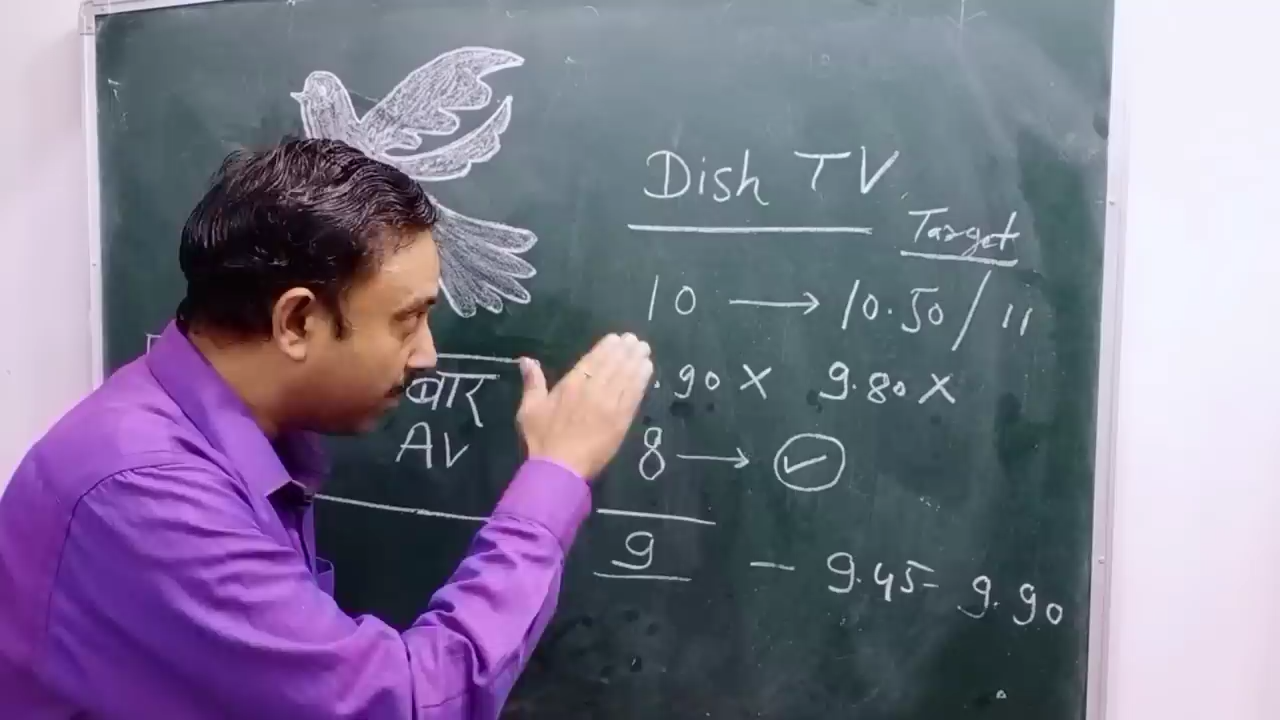 Dish TV
Target
10 → 10.50 / 11
.90 X 9.80 X
बार 8 → ✓
AV
9 - 9.45 - 9.90